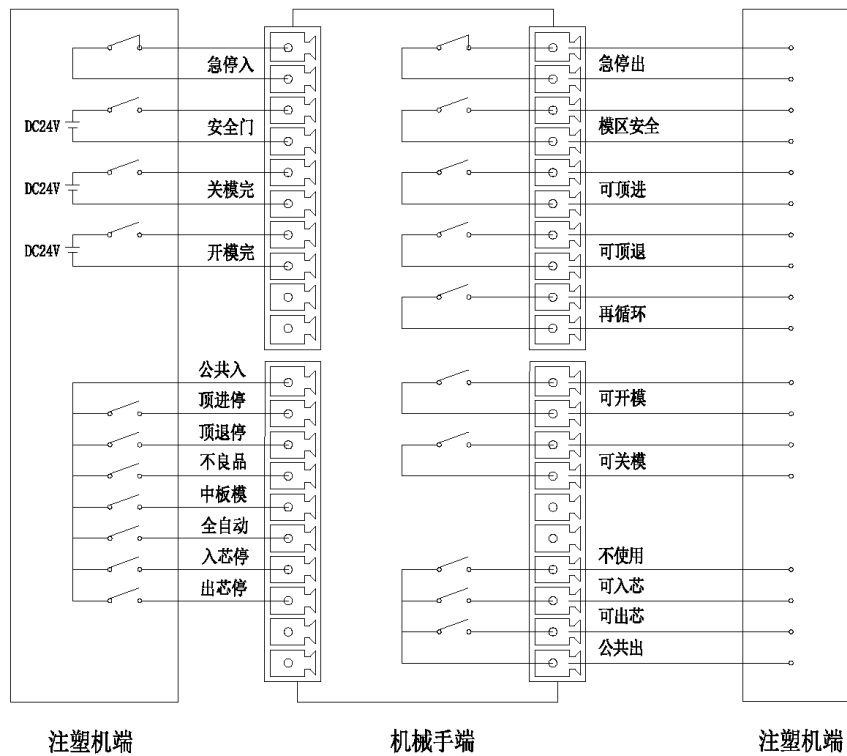 急停入
DC24V
安全门
DC24V
关模完
DC24V
开模完
公共入
顶进停
顶退停
不良品
中板模
全自动
入芯停
出芯停
急停出
模区安全
可顶进
可顶退
再循环
可开模
可关模
不使用
可入芯
可出芯
公共出
注塑机端
机械手端
注塑机端